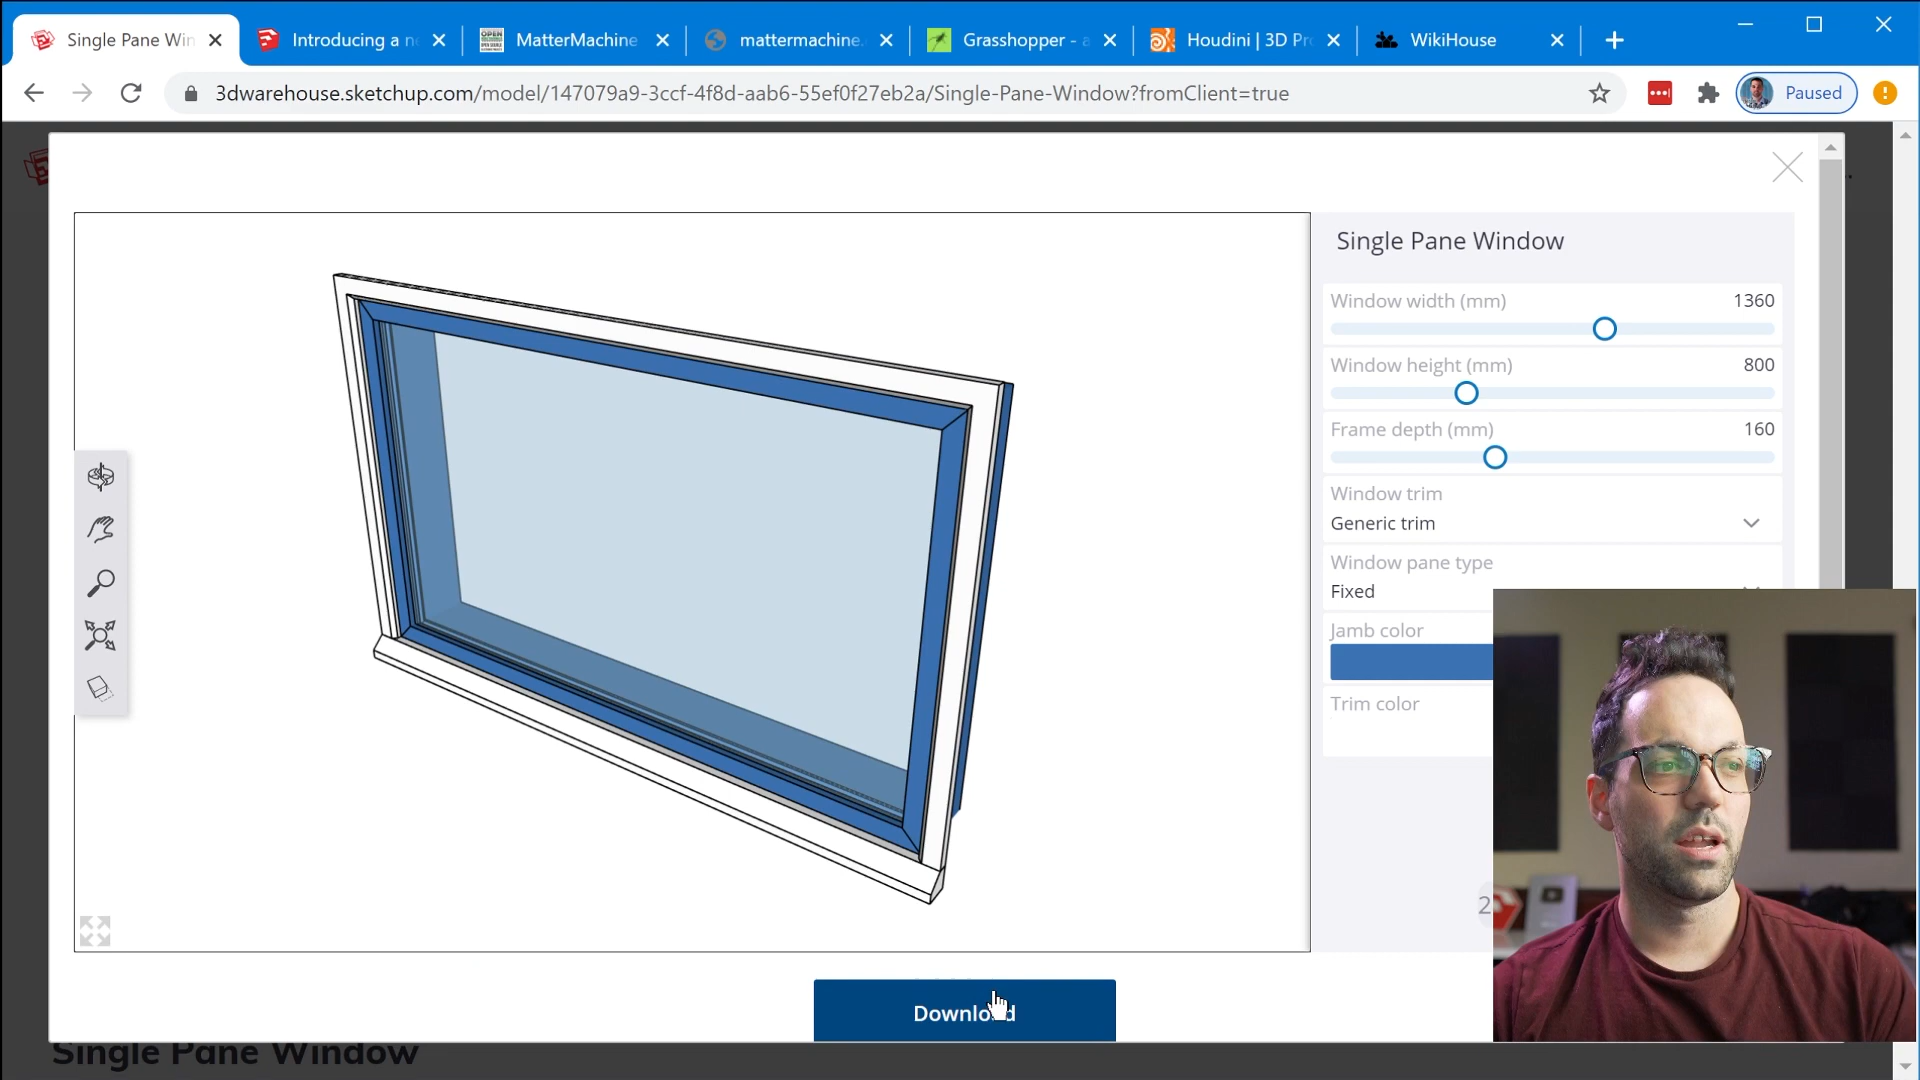 Single Pane Win
Introducing a n
MatterMachine
mattermachine.
Grasshopper - a
Houdini | 3D Pr
WikiHouse
3dwarehouse.sketchup.com/model/147079a9-3ccf-4f8d-aab6-55ef0f27eb2a/Single-Pane-Window?fromClient=true
Paused
Single Pane Window
Window width (mm) 1360
Window height (mm) 800
Frame depth (mm) 160
Window trim
Generic trim
Window pane type
Fixed
Jamb color
Trim color
2
Download
Single Pane Window